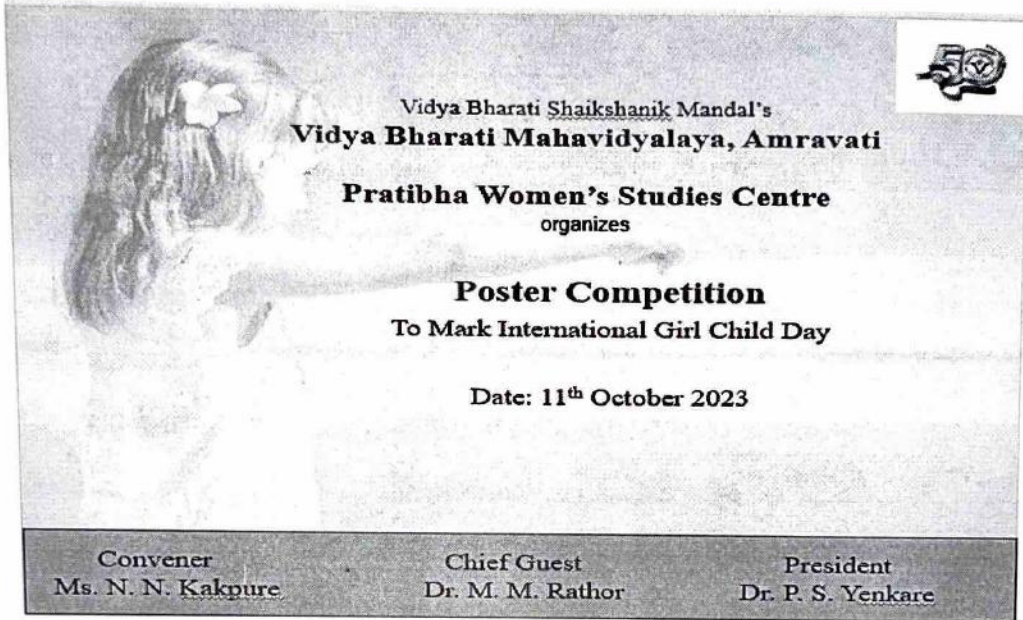 50
Vidya Bharati Shaikshanik Mandal's
Vidya Bharati Mahavidyalaya, Amravati
Pratibha Women's Studies Centre
organizes
Poster Competition
To Mark International Girl Child Day
Date: 11th October 2023
Convener
Ms. N. N. Kakpure
Chief Guest
Dr. M. M. Rathor
President
Dr. P. S. Yenkare